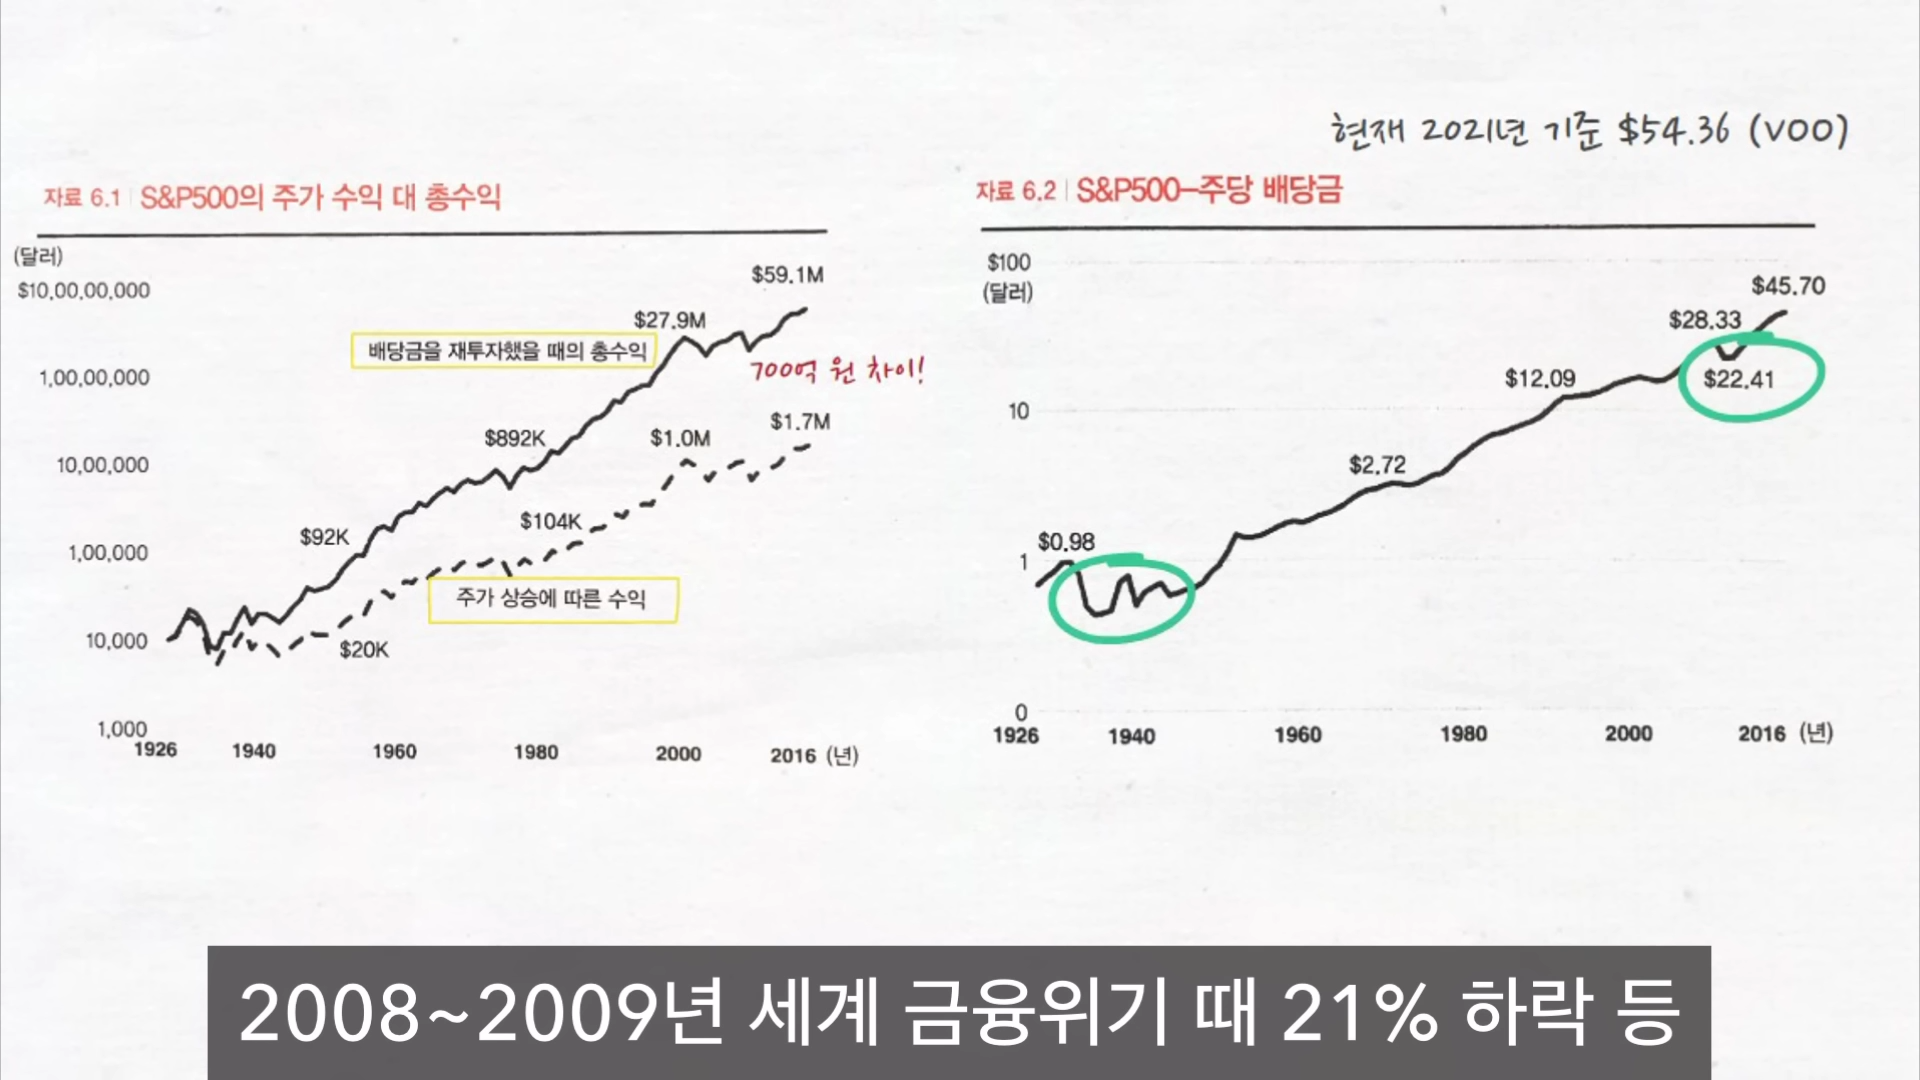 현재 2021년 기준 $54.36 (VOO)
자료 6.1 | S&P500의 주가 수익 대 총수익
(달러)
$10,00,00,000
1,00,00,000
10,00,000
1,00,000
10,000
1,000
$59.1M
$27.9M
배당금을 재투자했을 때의 총수익
700억 원 차이!
$892K
$1.0M
$1.7M
$92K
$104K
주가 상승에 따른 수익
$20K
1926 1940 1960 1980 2000 2016 (년)
자료 6.2 | S&P500–주당 배당금
$100
(달러)
10
1
0
$45.70
$28.33
$22.41
$12.09
$2.72
$0.98
1926 1940 1960 1980 2000 2016 (년)
2008~2009년 세계 금융위기 때 21% 하락 등